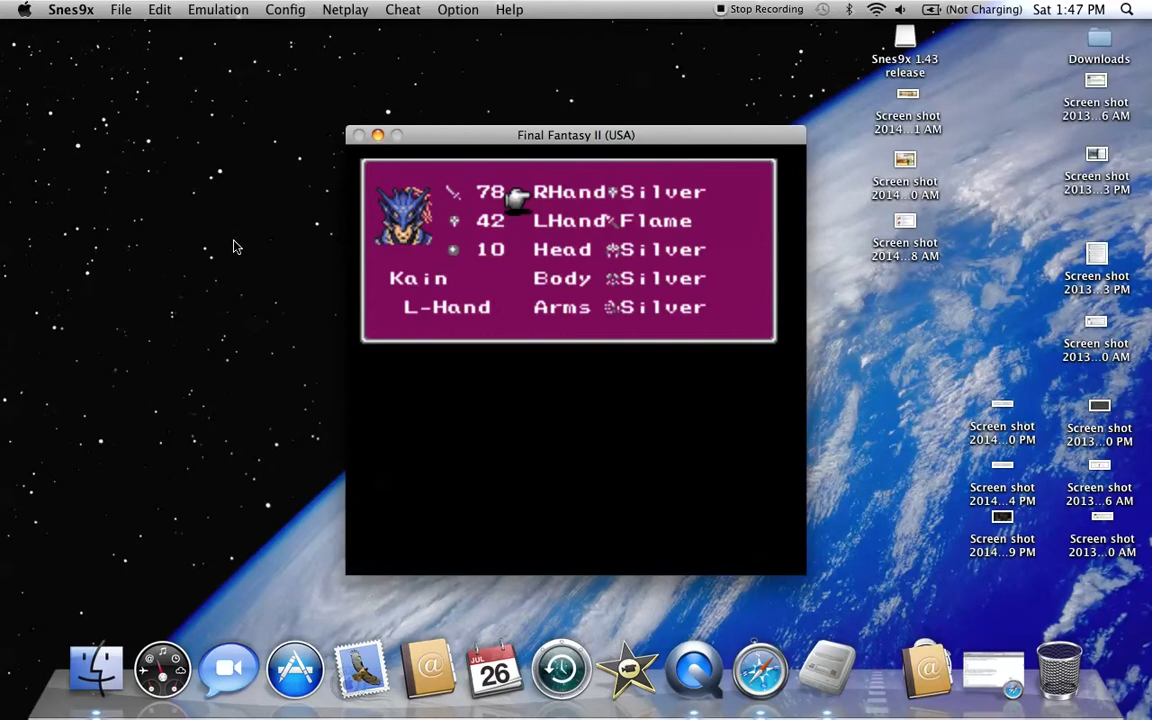 Snes9x File Edit Emulation Config Netplay Cheat Option Help Stop Recording (Not Charging) Sat 1:47 PM
Snes9x 1.43
release
Downloads
Screen shot
2014...1 AM
Screen shot
2013...6 AM
Screen shot
2014...0 AM
Screen shot
2013...3 PM
Screen shot
2014...8 AM
Screen shot
2013...3 PM
Screen shot
2013...0 AM
Screen shot
2014...0 PM
Screen shot
2013...0 PM
Screen shot
2014...4 PM
Screen shot
2013...6 AM
Screen shot
2014...9 PM
Screen shot
2013...0 AM
Final Fantasy II (USA)
78 RHand Silver
42 LHand Flame
10 Head Silver
Kain Body Silver
L-Hand Arms Silver
JUL
26